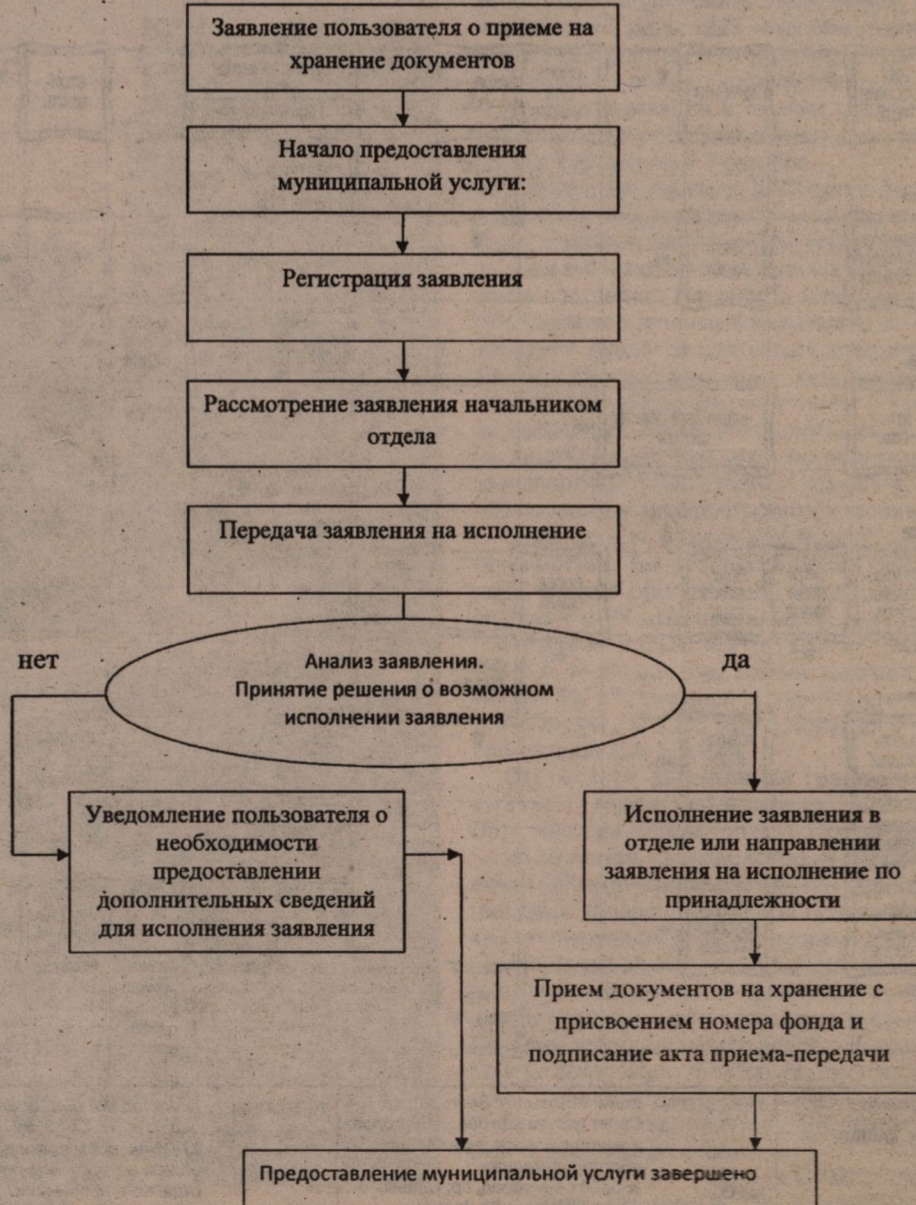 Заявление пользователя о приеме на
хранение документов
Начало предоставления
муниципальной услуги:
Регистрация заявления
Рассмотрение заявления начальником
отдела
Передача заявления на исполнение
нет
да
Анализ заявления.
Принятие решения о возможном
исполнении заявления
Уведомление пользователя о
необходимости
предоставлении
дополнительных сведений
для исполнения заявления
Исполнение заявления в
отделе или направлении
заявления на исполнение по
принадлежности
Прием документов на хранение с
присвоением номера фонда и
подписание акта приема-передачи
Предоставление муниципальной услуги завершено